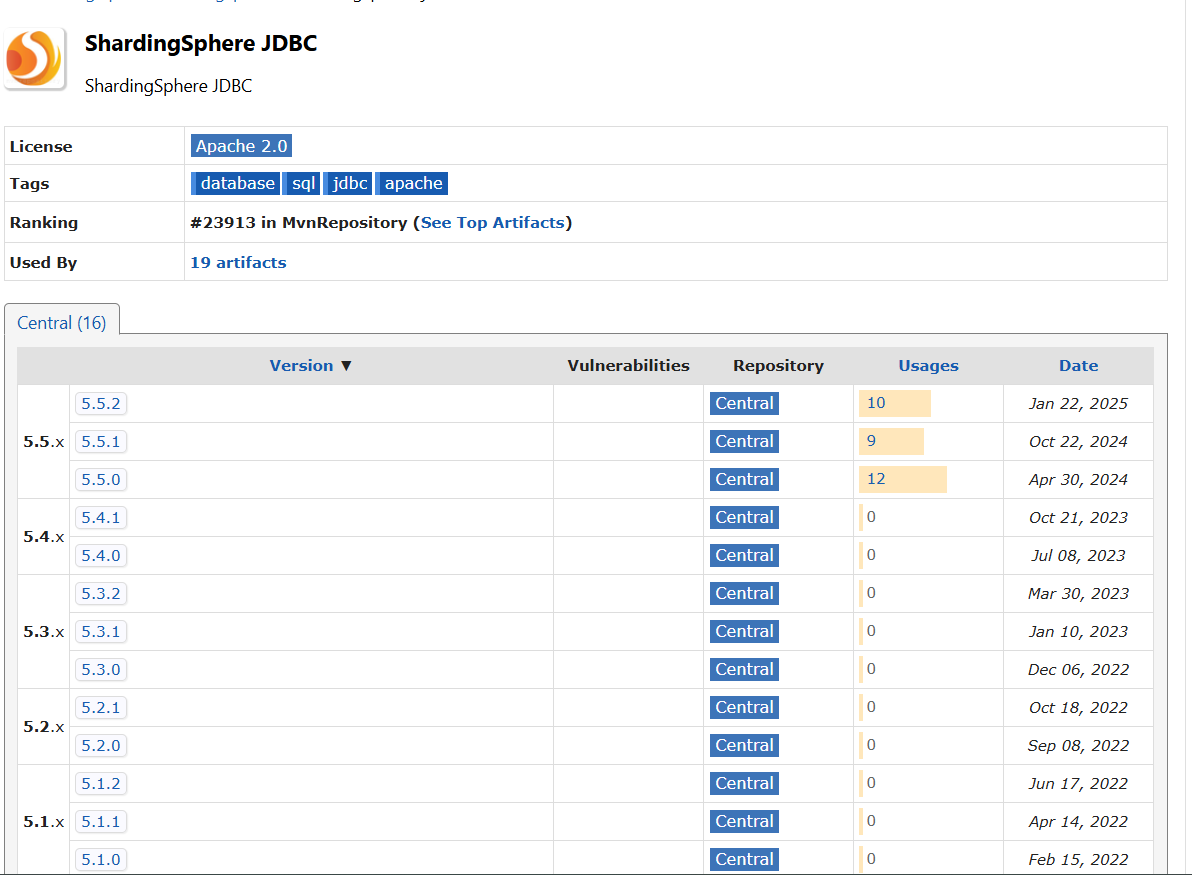 ShardingSphere JDBC
ShardingSphere JDBC
License Apache 2.0
Tags database sql jdbc apache
Ranking #23913 in MvnRepository (See Top Artifacts)
Used By 19 artifacts
Central (16)
Version ▼ Vulnerabilities Repository Usages Date
5.5.2 Central 10 Jan 22, 2025
5.5.x 5.5.1 Central 9 Oct 22, 2024
5.5.0 Central 12 Apr 30, 2024
5.4.1 Central 0 Oct 21, 2023
5.4.x
5.4.0 Central 0 Jul 08, 2023
5.3.2 Central 0 Mar 30, 2023
5.3.x 5.3.1 Central 0 Jan 10, 2023
5.3.0 Central 0 Dec 06, 2022
5.2.1 Central 0 Oct 18, 2022
5.2.x
5.2.0 Central 0 Sep 08, 2022
5.1.2 Central 0 Jun 17, 2022
5.1.x 5.1.1 Central 0 Apr 14, 2022
5.1.0 Central 0 Feb 15, 2022